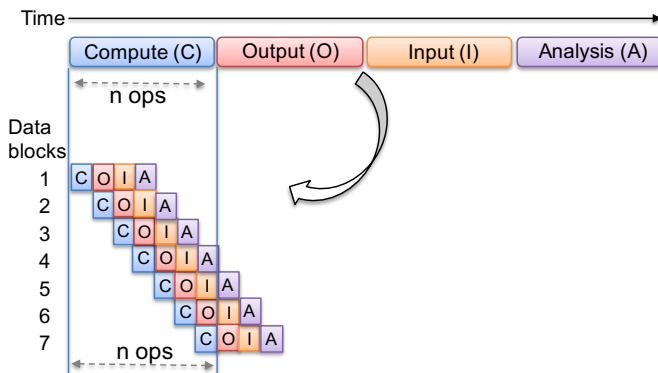 Time
Compute (C) Output (O) Input (I) Analysis (A)
n ops
Data
blocks
1 C O I A
2 C O I A
3 C O I A
4 C O I A
5 C O I A
6 C O I A
7 C O I A
n ops